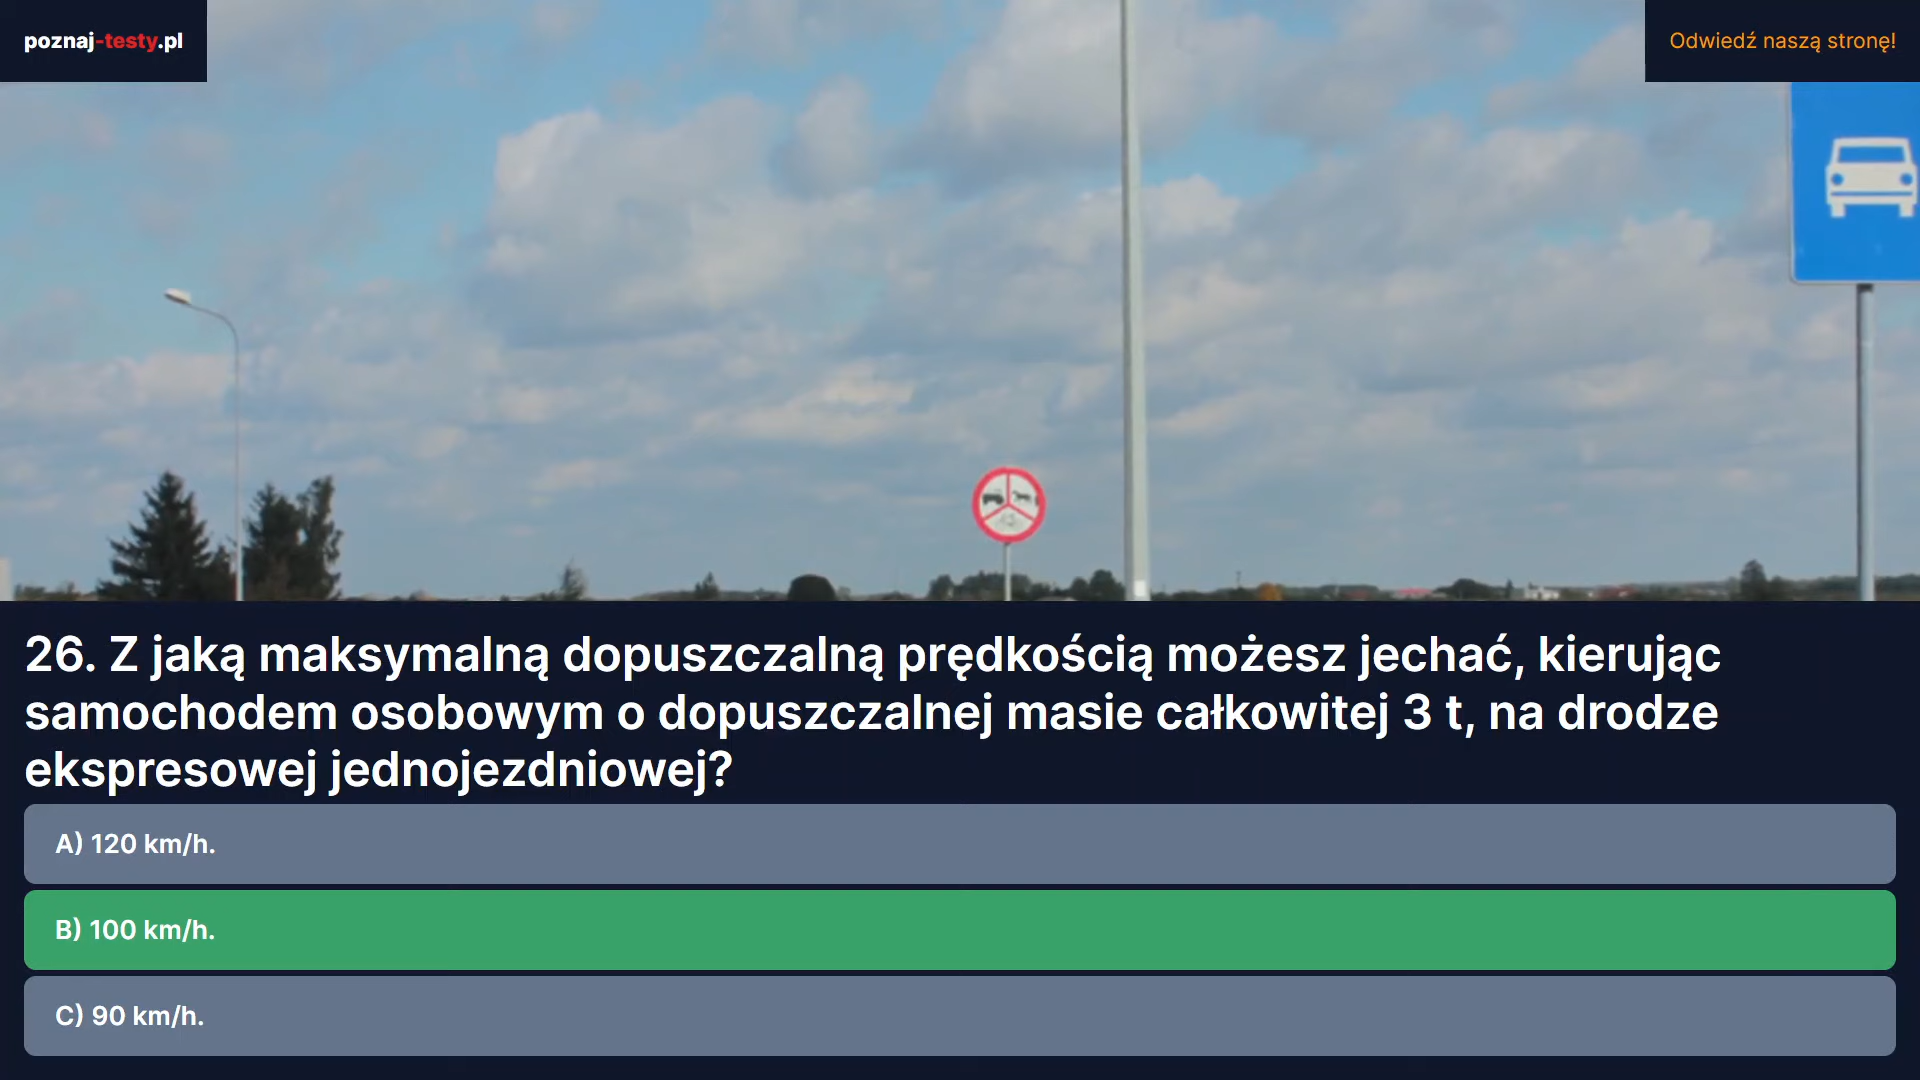 poznaj-testy.pl
Odwiedź naszą stronę!
26. Z jaką maksymalną dopuszczalną prędkością możesz jechać, kierując
samochodem osobowym o dopuszczalnej masie całkowitej 3 t, na drodze
ekspresowej jednojezdniowej?
A) 120 km/h.
B) 100 km/h.
C) 90 km/h.